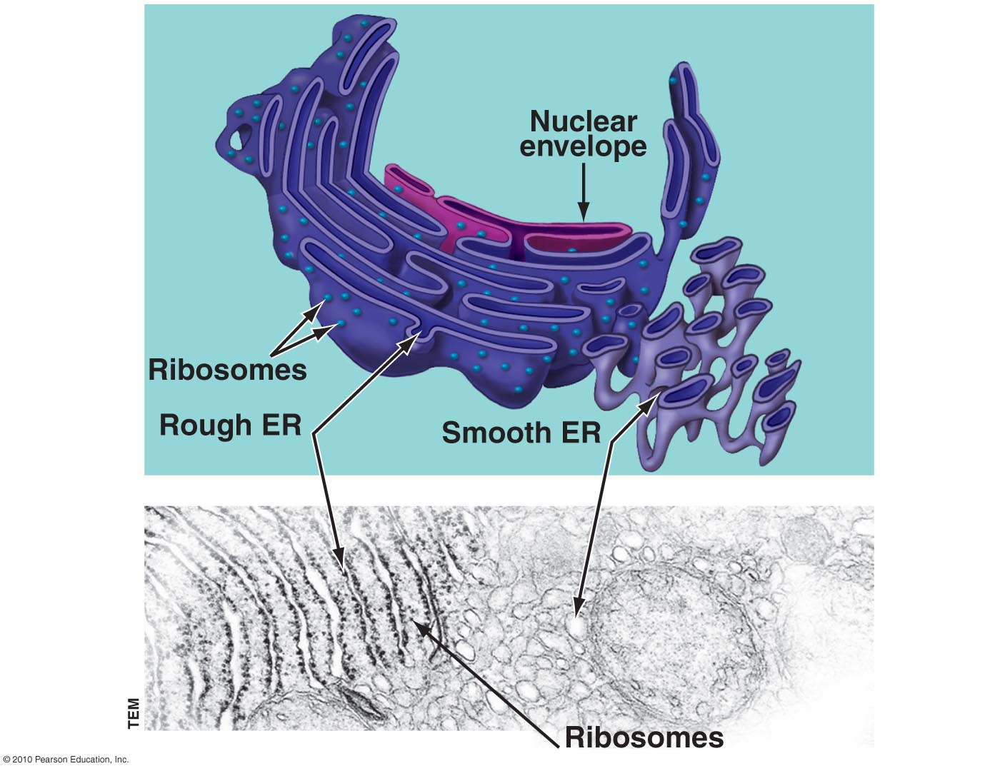 Nuclear
envelope
Ribosomes
Rough ER
Smooth ER
TEM
Ribosomes
© 2010 Pearson Education, Inc.